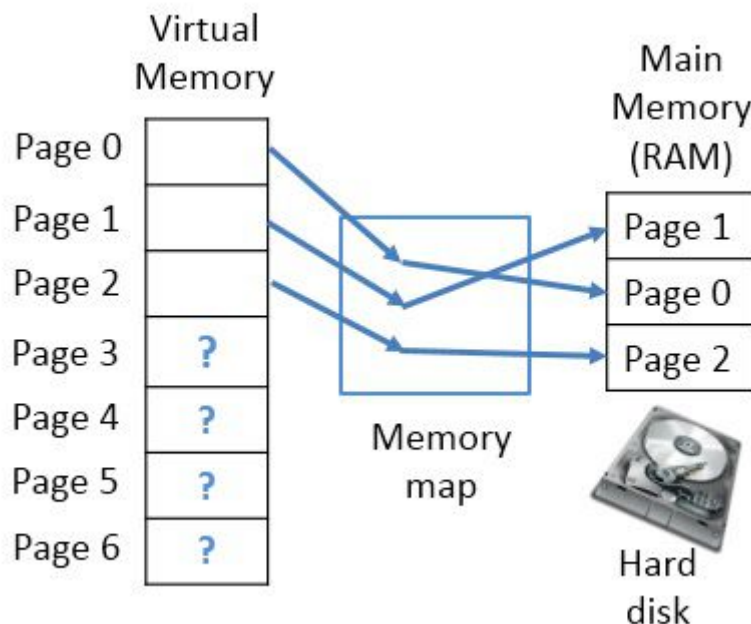 Virtual
Memory
Page 0
Page 1
Page 2
Page 3
?
Page 4
?
Page 5
?
Page 6
?
Memory
map
Main
Memory
(RAM)
Page 1
Page 0
Page 2
Hard
disk